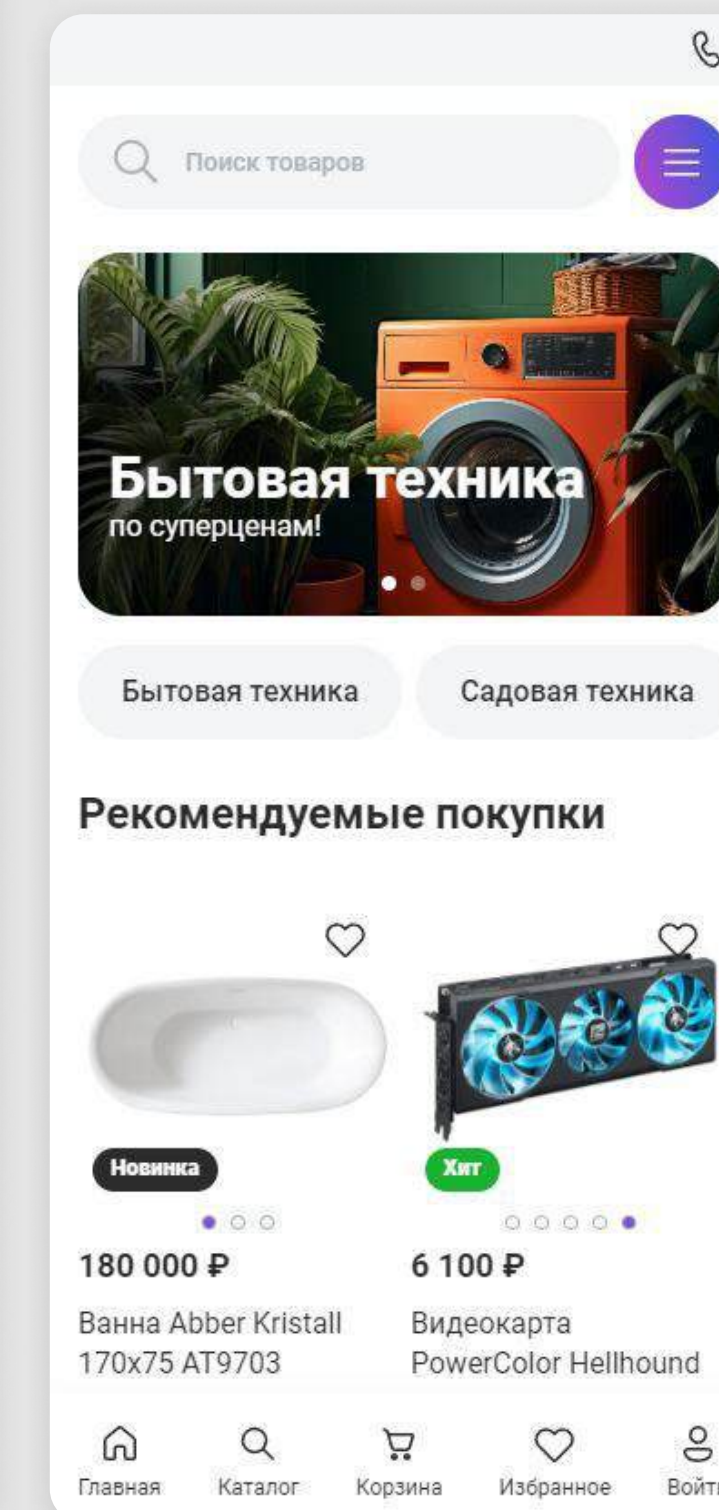 Поиск товаров
Бытовая техника
по суперценам!
Бытовая техника
Садовая техника
Рекомендуемые покупки
Новинка
Хит
180 000 ₽
6 100 ₽
Ванна Abber Kristall
170x75 AT9703
Видеокарта
PowerColor Hellhound
Главная
Каталог
Корзина
Избранное